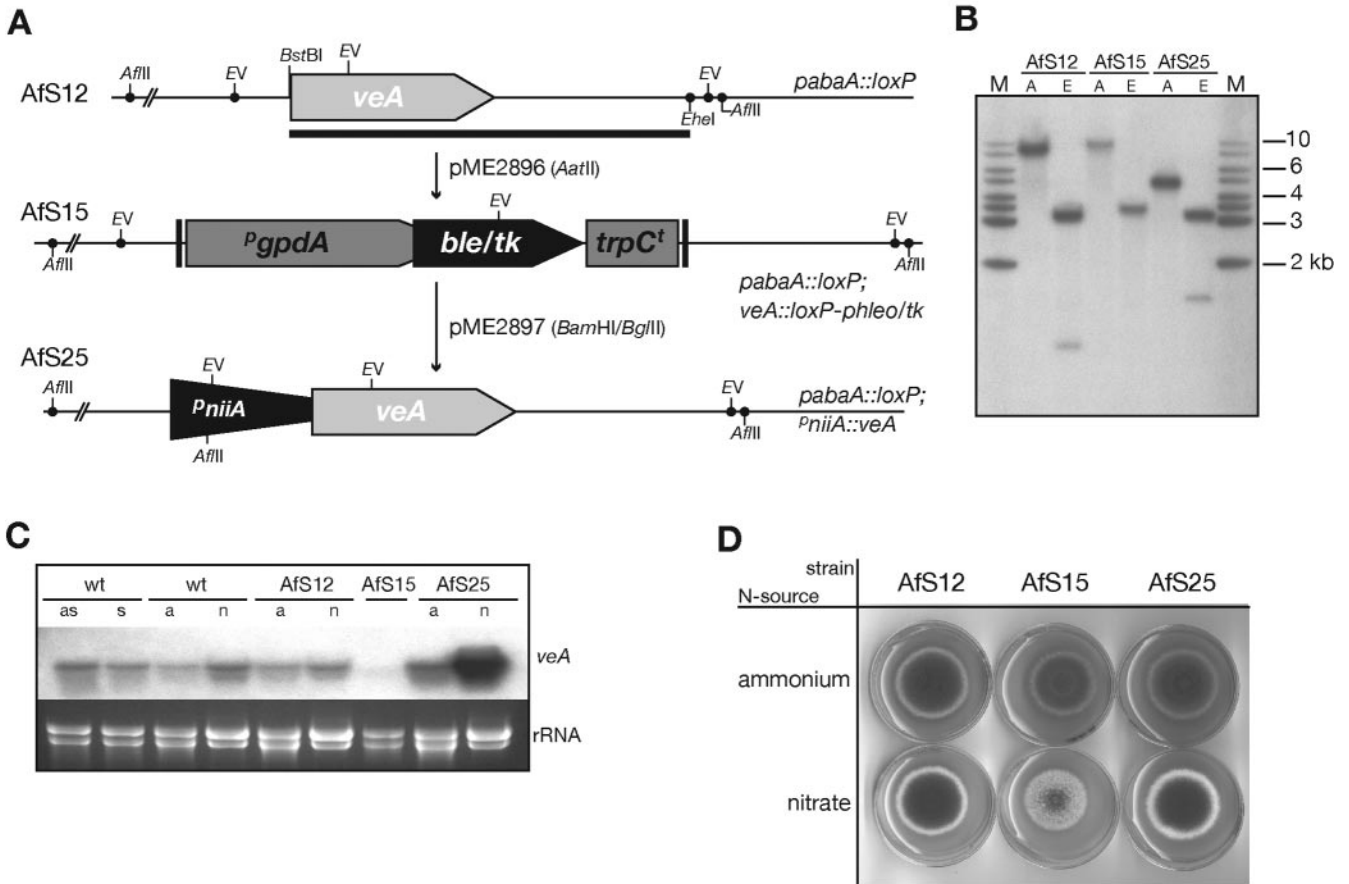 A
BstBI
EV
AflII
EV
EV
AfS12
veA
pabaA::loxP
EheI
AflII
pME2896 (AatII)
AfS15
EV
EV
EV
pgpdA
ble/tk
trpCt
AflII
AflII
pabaA::loxP;
veA::loxP-phleo/tk
pME2897 (BamHI/BglII)
AfS25
AflII
EV
EV
EV
pniiA
veA
pabaA::loxP;
pniiA::veA
AflII
AflII
B
AfS12 AfS15 AfS25
M A E A E A E M
10
6
4
3
2 kb
C
wt wt AfS12 AfS15 AfS25
as s a n a n a n
veA
rRNA
D
strain
N-source
AfS12 AfS15 AfS25
ammonium
nitrate